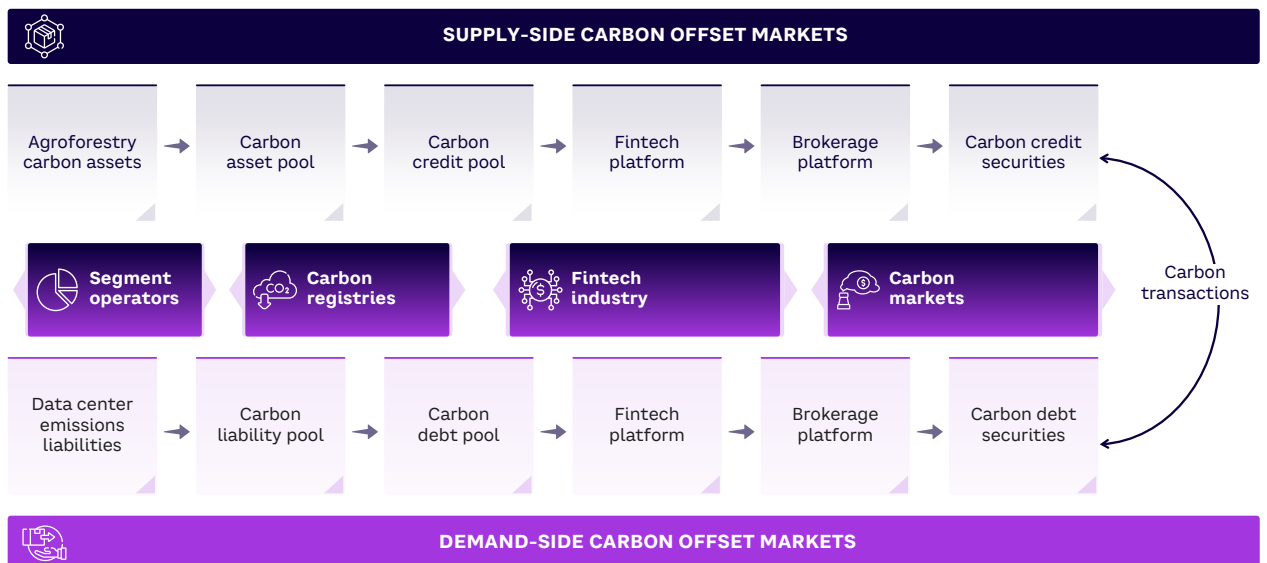 SUPPLY-SIDE CARBON OFFSET MARKETS
Agroforestry
carbon assets
Carbon
asset pool
Carbon
credit pool
Fintech
platform
Brokerage
platform
Carbon credit
securities
Segment
operators
CO2
Carbon
registries
$
Fintech
industry
$
Carbon
markets
Carbon
transactions
Data center
emissions
liabilities
Carbon
liability pool
Carbon
debt pool
Fintech
platform
Brokerage
platform
Carbon debt
securities
DEMAND-SIDE CARBON OFFSET MARKETS